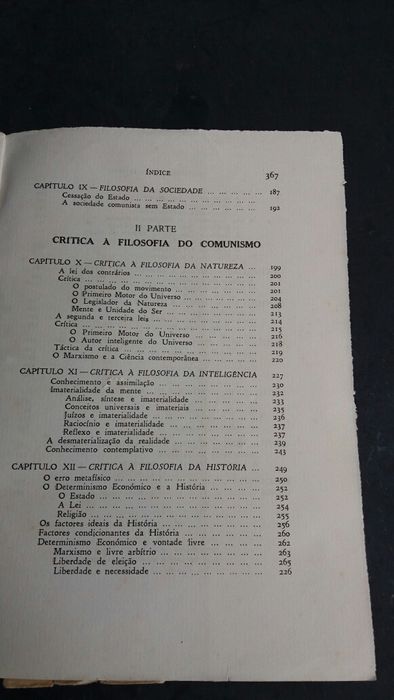 ÍNDICE 367
CAPÍTULO IX — FILOSOFIA DA SOCIEDADE ... ... ... ... ... 187
Cessação do Estado ... ... ... ... ... ... ... ... ... 191
A sociedade comunista sem Estado ... ... ... ... ... ... 192
II PARTE
CRITICA À FILOSOFIA DO COMUNISMO
CAPÍTULO X — CRITICA À FILOSOFIA DA NATUREZA ... 199
A lei dos contrários ... ... ... ... ... ... ... ... 200
Crítica ... ... ... ... ... ... ... ... ... ... ... 201
O postulado do movimento ... ... ... ... ... ... 201
O Primeiro Motor do Universo ... ... ... ... ... 204
O Legislador da Natureza ... ... ... ... ... ... 208
Mente e Unidade do Ser ... ... ... ... ... ... 213
A segunda e terceira leis ... ... ... ... ... ... ... 214
Crítica ... ... ... ... ... ... ... ... ... ... ... 215
O Primeiro Motor do Universo ... ... ... ... ... 216
O Autor inteligente do Universo ... ... ... ... ... 218
Táctica da crítica ... ... ... ... ... ... ... ... ... 219
O Marxismo e a Ciência contemporânea ... ... ... ... 220
CAPÍTULO XI — CRITICA À FILOSOFIA DA INTELIGÊNCIA 227
Conhecimento e assimilação ... ... ... ... ... ... ... 230
Imaterialidade da mente ... ... ... ... ... ... ... ... 232
Análise, síntese e imaterialidade ... ... ... ... ... 233
Conceitos universais e imateriais ... ... ... ... ... 235
Juízos e imaterialidade ... ... ... ... ... ... ... 236
Raciocínio e imaterialidade ... ... ... ... ... ... 237
Reflexo e imaterialidade ... ... ... ... ... ... ... 237
A desmaterialização da realidade ... ... ... ... ... ... 239
Conhecimento contemplativo ... ... ... ... ... ... ... 243
CAPÍTULO XII — CRITICA À FILOSOFIA DA HISTÓRIA ... 249
O erro metafísico ... ... ... ... ... ... ... ... ... 250
O Determinismo Económico e a História ... ... ... ... 252
O Estado ... ... ... ... ... ... ... ... ... ... 252
A Lei ... ... ... ... ... ... ... ... ... ... ... 254
Religião ... ... ... ... ... ... ... ... ... ... 255
Os factores ideais da História ... ... ... ... ... ... 256
Factores condicionantes da História ... ... ... ... ... 260
Determinismo Económico e vontade livre ... ... ... ... 262
Marxismo e livre arbítrio ... ... ... ... ... ... 263
Liberdade de eleição ... ... ... ... ... ... ... 265
Liberdade e necessidade ... ... ... ... ... ... ... 226